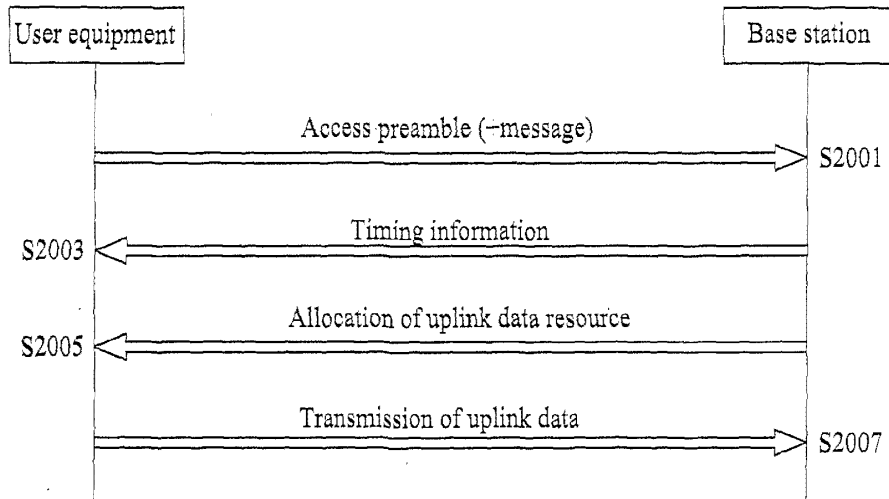 User equipment
Base station
Access preamble (−message)
S2001
Timing information
S2003
Allocation of uplink data resource
S2005
Transmission of uplink data
S2007